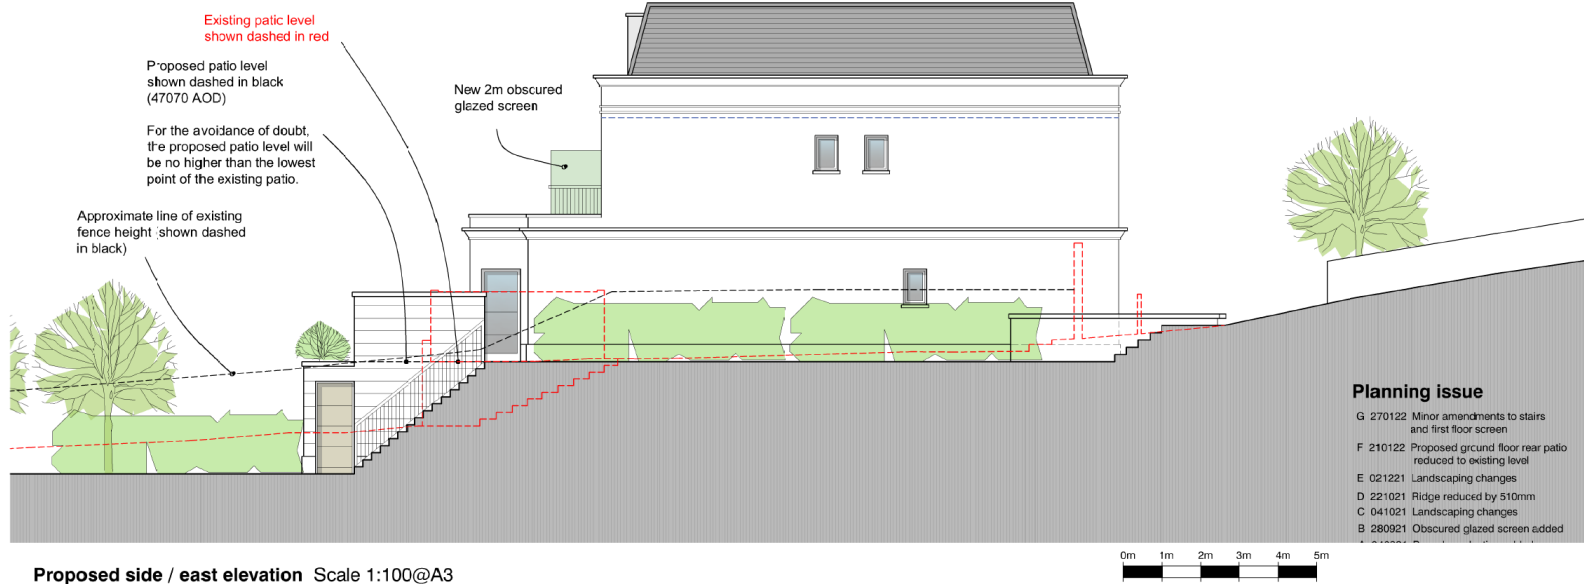 Existing patic level
shown dashed in red
Proposed patio level
shown dashed in black
(47070 AOD)
For the avoidance of doubt,
the proposed patio level will
be no higher than the lowest
point of the existing patio.
Approximate line of existing
fence height (shown dashed
in black)
New 2m obscured
glazed screen
Planning issue
G 270122 Minor amendments to stairs
and first floor screen
F 210122 Proposed ground floor rear patio
reduced to existing level
E 021221 Landscaping changes
D 221021 Ridge reduced by 510mm
C 041021 Landscaping changes
B 280921 Obscured glazed screen added
0m 1m 2m 3m 4m 5m
Proposed side / east elevation Scale 1:100@A3